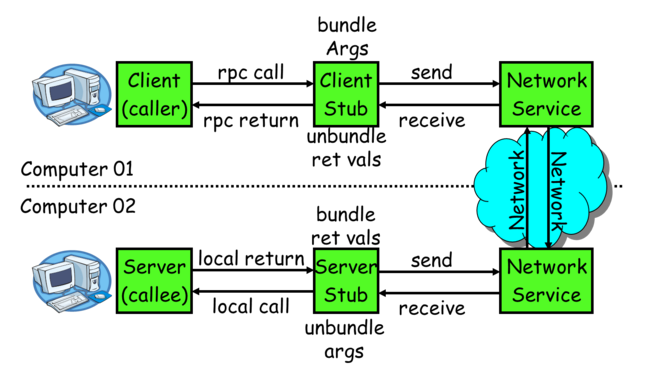 bundle
Args
Client
(caller)
rpc call
rpc return
Client
Stub
send
receive
Network
Service
unbundle
ret vals
Computer 01
Network
Network
Computer 02
bundle
ret vals
Server
(callee)
local return
local call
Server
Stub
send
receive
Network
Service
unbundle
args